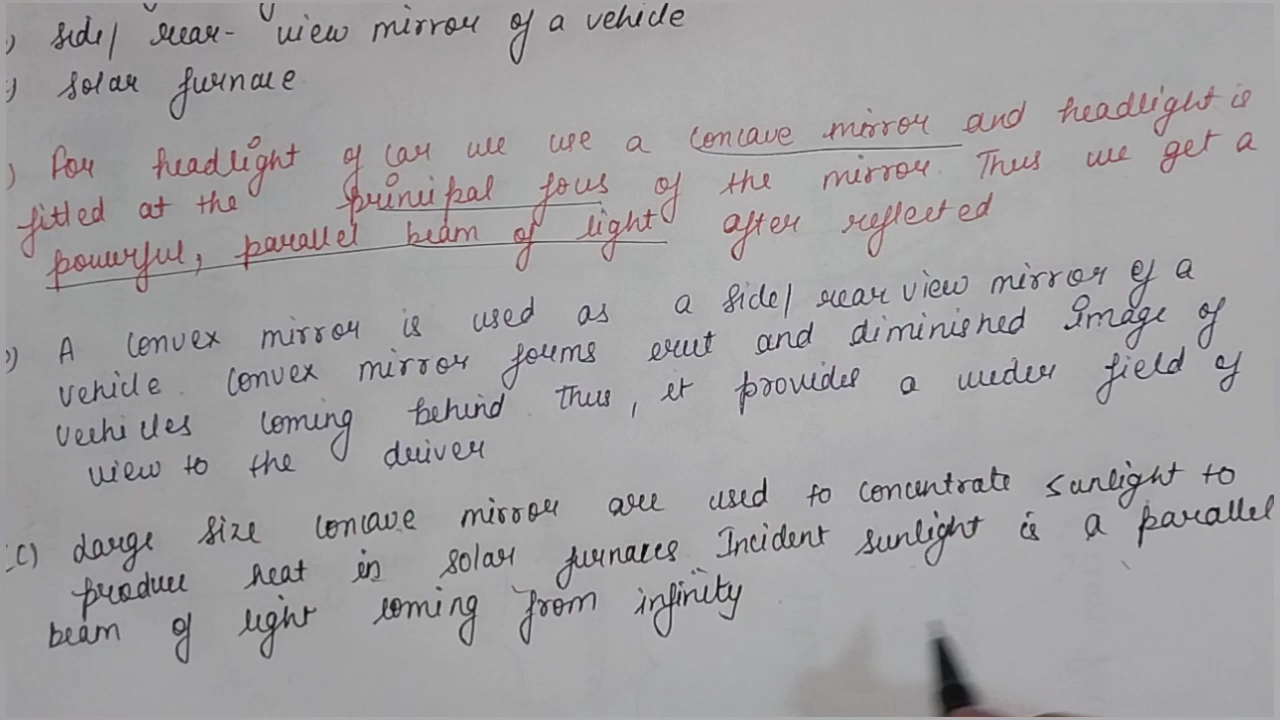 ) side/ rear- view mirror of a vehicle
) solar furnace
) For headlight of car we use a concave mirror and headlight is
fitted at the principal focus of the mirror. Thus we get a
powerful, parallel beam of light after reflected
) A convex mirror is used as a side/ rear view mirror of a
vehicle. convex mirror forms erect and diminished Image of
vechicles coming behind. Thus, it provides a wider field of
view to the driver
(C) Large size concave mirror are used to concentrate sunlight to
produce heat in solar furnaces. Incident sunlight is a parallel
beam of light coming from infinity